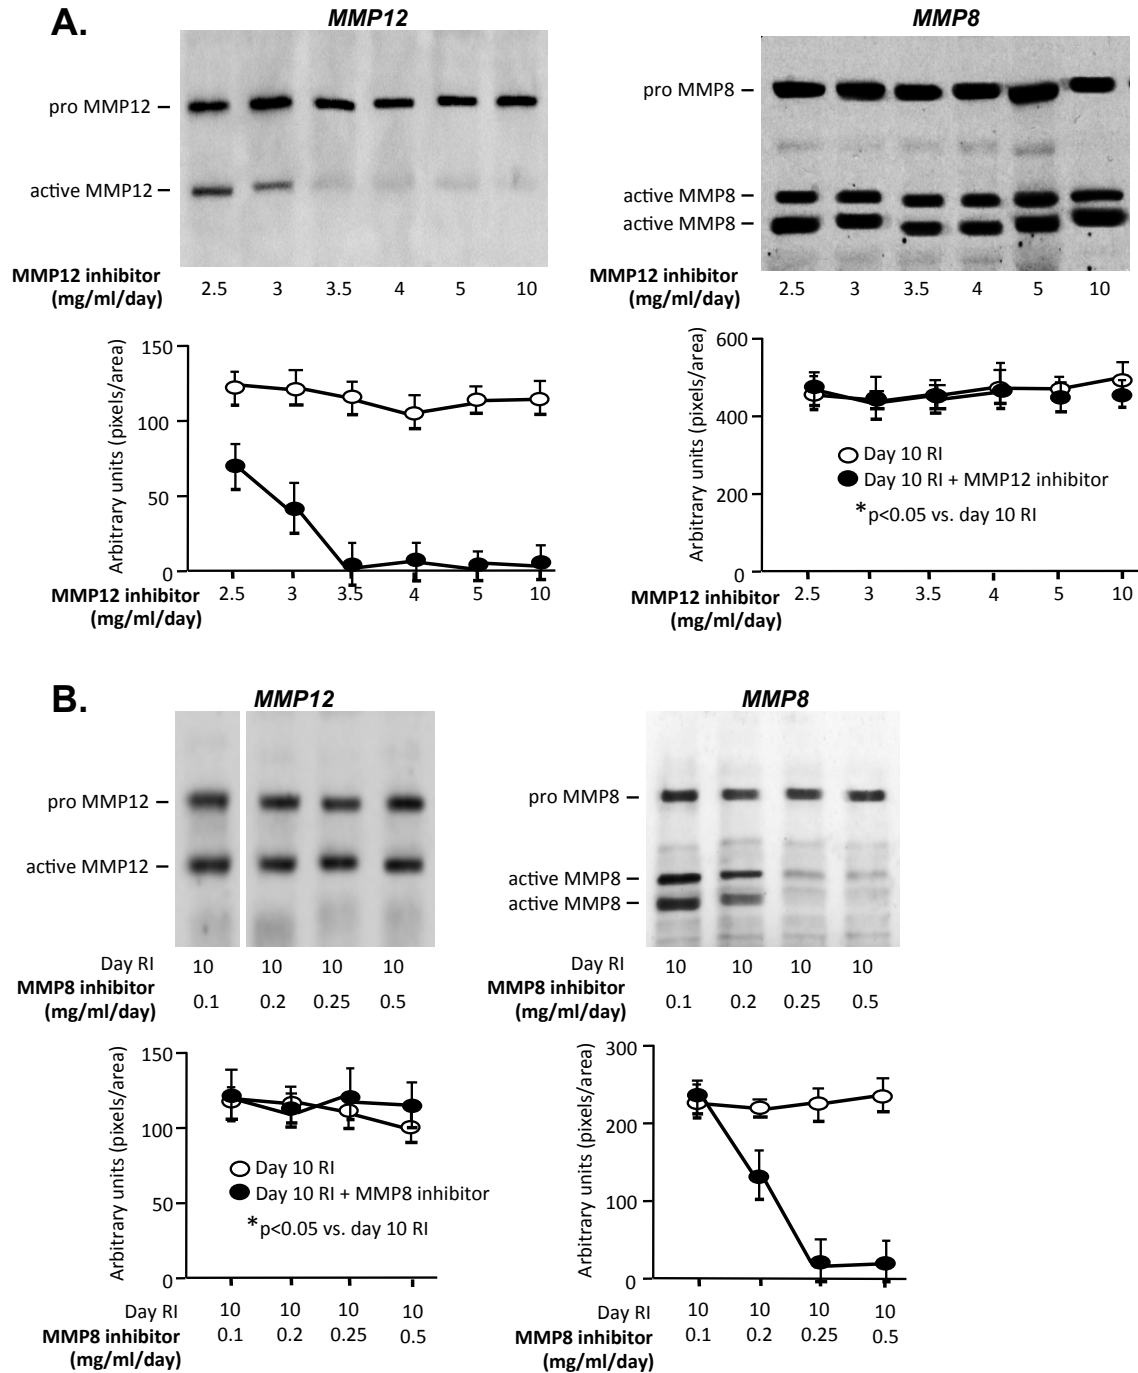 A.
MMP12
MMP8
pro MMP12
active MMP12
pro MMP8
active MMP8
active MMP8
MMP12 inhibitor
(mg/ml/day)
2.5 3 3.5 4 5 10
MMP12 inhibitor
(mg/ml/day)
2.5 3 3.5 4 5 10
Arbitrary units (pixels/area)
150
100
50
0
2.5 3 3.5 4 5 10
MMP12 inhibitor
(mg/ml/day)
Arbitrary units (pixels/area)
600
400
200
0
Day 10 RI
Day 10 RI + MMP12 inhibitor
*p<0.05 vs. day 10 RI
2.5 3 3.5 4 5 10
MMP12 inhibitor
(mg/ml/day)
B.
MMP12
MMP8
pro MMP12
active MMP12
pro MMP8
active MMP8
active MMP8
Day RI 10 10 10 10
MMP8 inhibitor
(mg/ml/day)
0.1 0.2 0.25 0.5
Day RI 10 10 10 10
MMP8 inhibitor
(mg/ml/day)
0.1 0.2 0.25 0.5
Arbitrary units (pixels/area)
150
100
50
0
Day 10 RI
Day 10 RI + MMP8 inhibitor
*p<0.05 vs. day 10 RI
Day RI 10 10 10 10
MMP8 inhibitor
(mg/ml/day)
0.1 0.2 0.25 0.5
Arbitrary units (pixels/area)
300
200
100
0
Day RI 10 10 10 10
MMP8 inhibitor
(mg/ml/day)
0.1 0.2 0.25 0.5